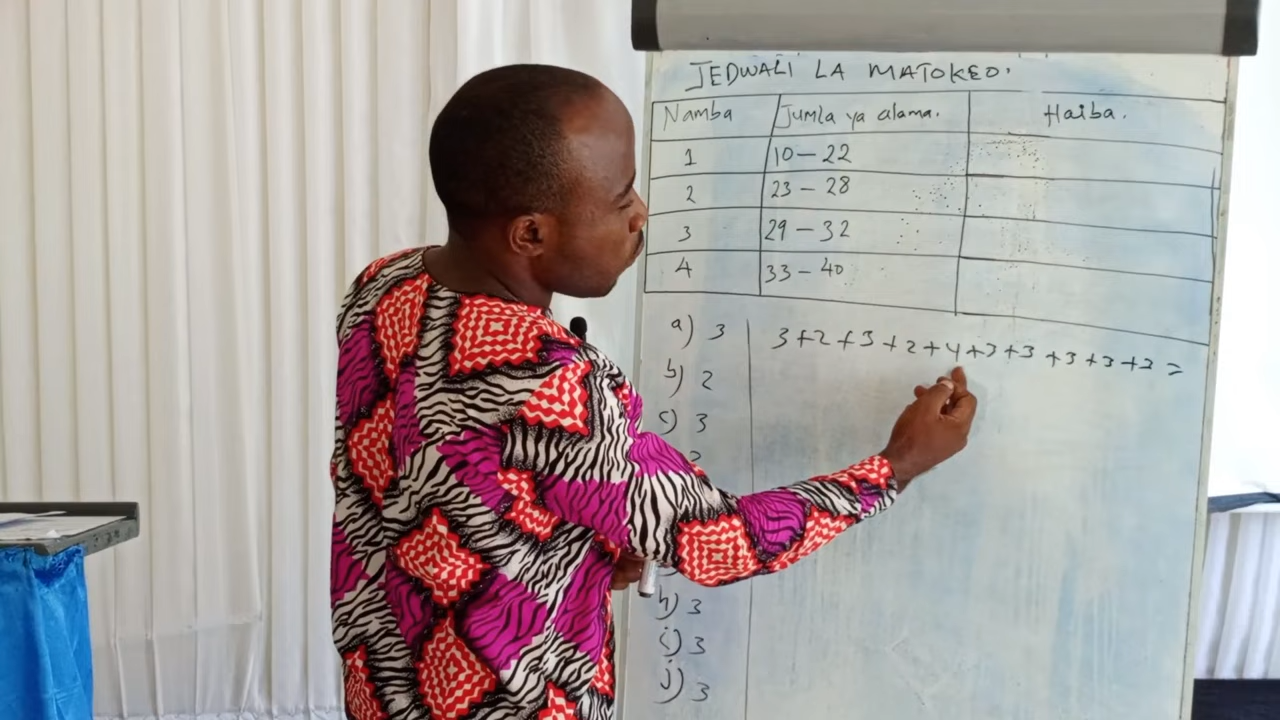 JEDWALI LA MATOKEO.
Namba Jumla ya alama. Haiba.
1 10 – 22
2 23 – 28
3 29 – 32
4 33 – 40
a) 3 3+2+3+2+4+3+3+3+3+3=
b) 2
c) 3
2
h) 3
i) 3
j) 3